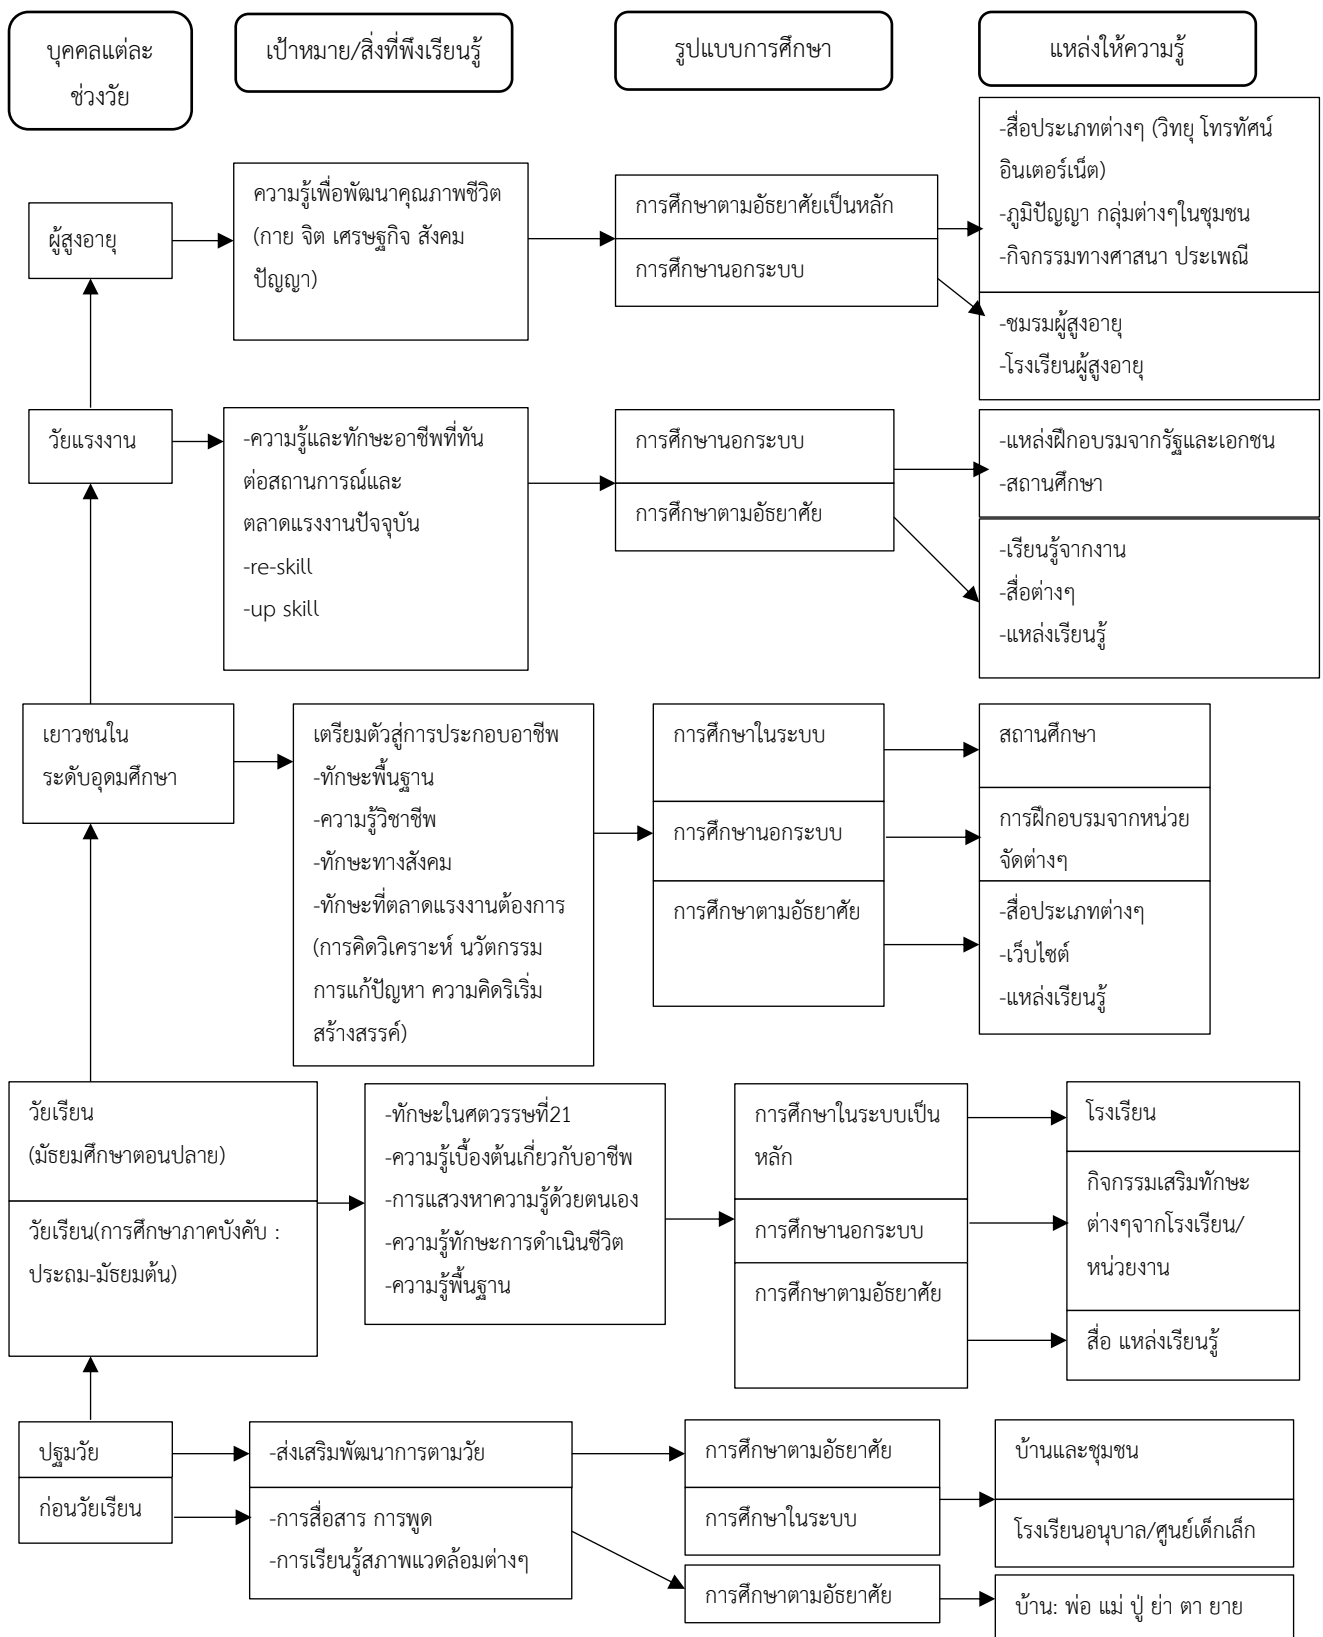 บุคคลแต่ละ
ช่วงวัย
เป้าหมาย/สิ่งที่พึงเรียนรู้
รูปแบบการศึกษา
แหล่งให้ความรู้
ผู้สูงอายุ
ความรู้เพื่อพัฒนาคุณภาพชีวิต
(กาย จิต เศรษฐกิจ สังคม
ปัญญา)
การศึกษาตามอัธยาศัยเป็นหลัก
การศึกษานอกระบบ
-สื่อประเภทต่างๆ (วิทยุ โทรทัศน์
อินเตอร์เน็ต)
-ภูมิปัญญา กลุ่มต่างๆในชุมชน
-กิจกรรมทางศาสนา ประเพณี
-ชมรมผู้สูงอายุ
-โรงเรียนผู้สูงอายุ
วัยแรงงาน
-ความรู้และทักษะอาชีพที่ทัน
ต่อสถานการณ์และ
ตลาดแรงงานปัจจุบัน
-re-skill
-up skill
การศึกษานอกระบบ
การศึกษาตามอัธยาศัย
-แหล่งฝึกอบรมจากรัฐและเอกชน
-สถานศึกษา
-เรียนรู้จากงาน
-สื่อต่างๆ
-แหล่งเรียนรู้
เยาวชนใน
ระดับอุดมศึกษา
เตรียมตัวสู่การประกอบอาชีพ
-ทักษะพื้นฐาน
-ความรู้วิชาชีพ
-ทักษะทางสังคม
-ทักษะที่ตลาดแรงงานต้องการ
(การคิดวิเคราะห์ นวัตกรรม
การแก้ปัญหา ความคิดริเริ่ม
สร้างสรรค์)
การศึกษาในระบบ
การศึกษานอกระบบ
การศึกษาตามอัธยาศัย
สถานศึกษา
การฝึกอบรมจากหน่วย
จัดต่างๆ
-สื่อประเภทต่างๆ
-เว็บไซต์
-แหล่งเรียนรู้
วัยเรียน
(มัธยมศึกษาตอนปลาย)
วัยเรียน(การศึกษาภาคบังคับ :
ประถม-มัธยมต้น)
-ทักษะในศตวรรษที่21
-ความรู้เบื้องต้นเกี่ยวกับอาชีพ
-การแสวงหาความรู้ด้วยตนเอง
-ความรู้ทักษะการดำเนินชีวิต
-ความรู้พื้นฐาน
การศึกษาในระบบเป็น
หลัก
การศึกษานอกระบบ
การศึกษาตามอัธยาศัย
โรงเรียน
กิจกรรมเสริมทักษะ
ต่างๆจากโรงเรียน/
หน่วยงาน
สื่อ แหล่งเรียนรู้
ปฐมวัย
ก่อนวัยเรียน
-ส่งเสริมพัฒนาการตามวัย
-การสื่อสาร การพูด
-การเรียนรู้สภาพแวดล้อมต่างๆ
การศึกษาตามอัธยาศัย
การศึกษาในระบบ
การศึกษาตามอัธยาศัย
บ้านและชุมชน
โรงเรียนอนุบาล/ศูนย์เด็กเล็ก
บ้าน: พ่อ แม่ ปู่ ย่า ตา ยาย